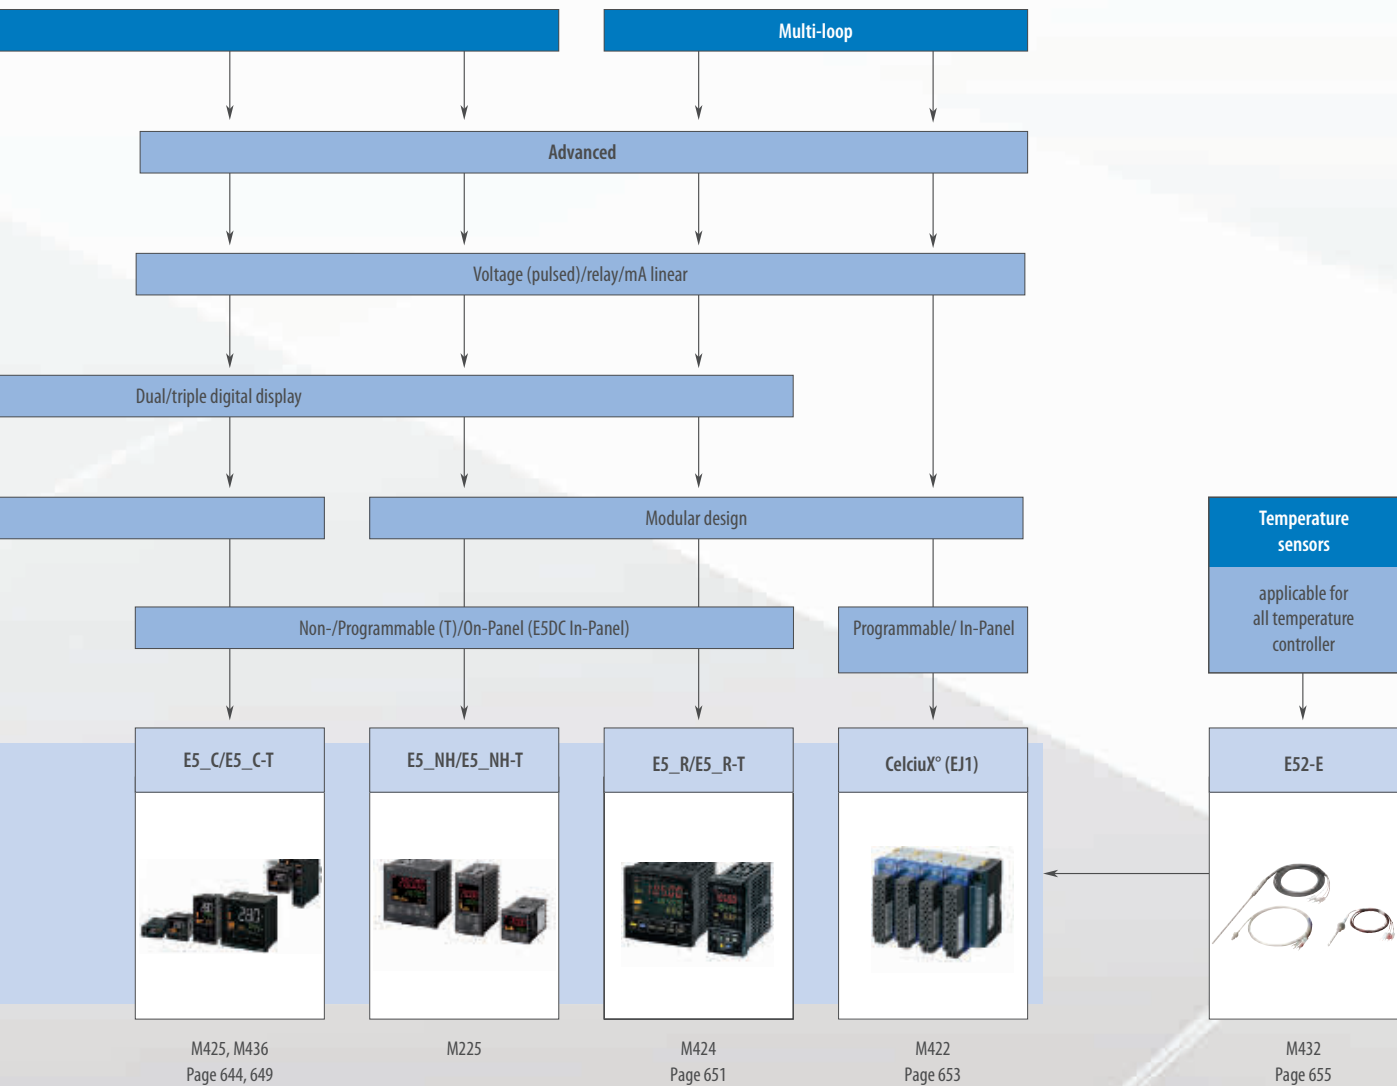 Multi-loop
Advanced
Voltage (pulsed)/relay/mA linear
Dual/triple digital display
Modular design
Temperature
sensors
applicable for
all temperature
controller
Non-/Programmable (T)/On-Panel (E5DC In-Panel)
Programmable/ In-Panel
E5_C/E5_C-T
E5_NH/E5_NH-T
E5_R/E5_R-T
CelciuX° (EJ1)
E52-E
M425, M436
Page 644, 649
M225
M424
Page 651
M422
Page 653
M432
Page 655